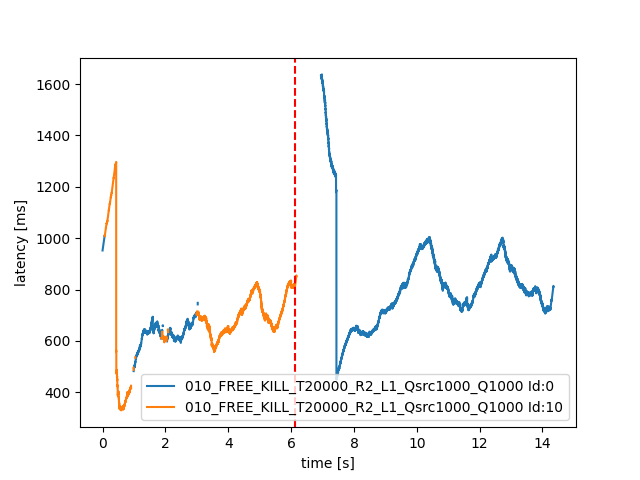 1600
1400
1200
1000
800
600
400
latency [ms]
010_FREE_KILL_T20000_R2_L1_Qsrc1000_Q1000 Id:0
010_FREE_KILL_T20000_R2_L1_Qsrc1000_Q1000 Id:10
0 2 4 6 8 10 12 14
time [s]